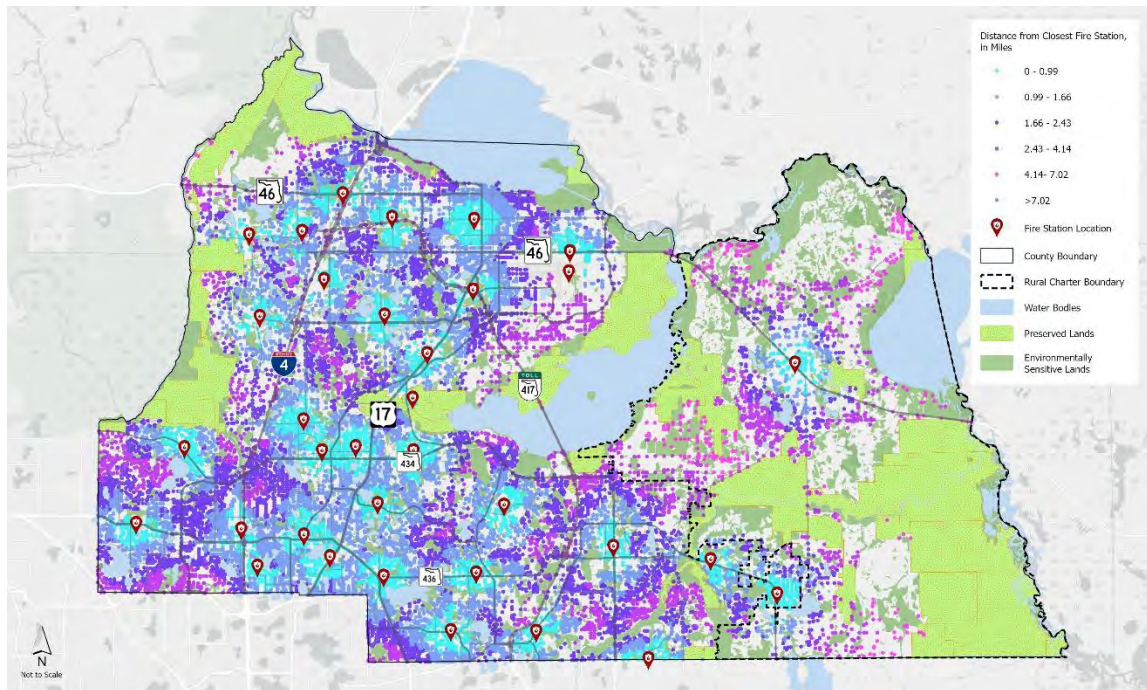 Distance from Closest Fire Station,
in Miles
0 - 0.99
0.99 - 1.66
1.66 - 2.43
2.43 - 4.14
4.14- 7.02
>7.02
Fire Station Location
County Boundary
Rural Charter Boundary
Water Bodies
Preserved Lands
Environmentally
Sensitive Lands
46
46
INTERSTATE
4
TOLL
417
17
434
436
N
Not to Scale